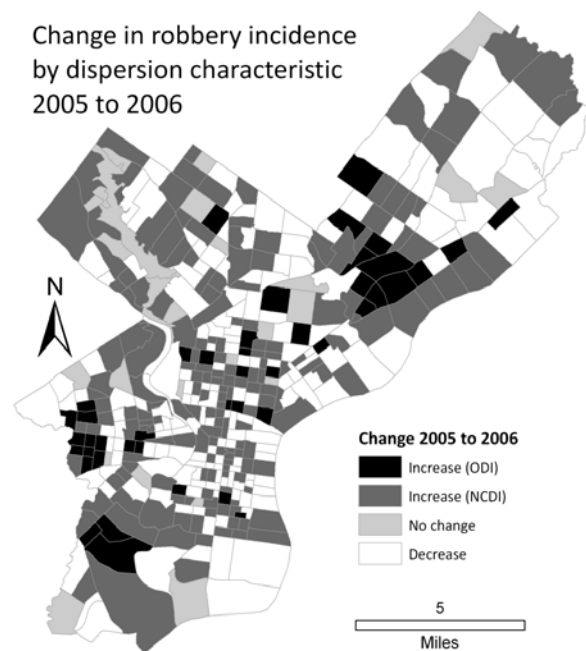 Change in robbery incidence
by dispersion characteristic
2005 to 2006
N
Change 2005 to 2006
Increase (ODI)
Increase (NCDI)
No change
Decrease
5
Miles